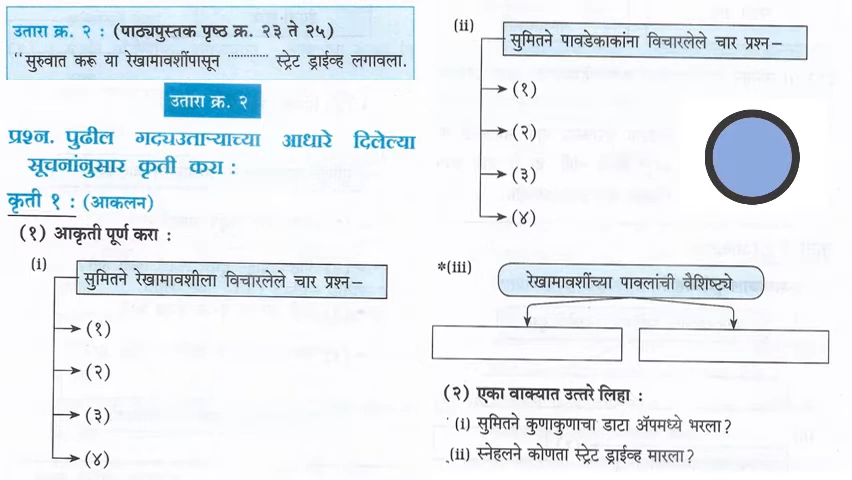 उतारा क्र. २ : (पाठ्यपुस्तक पृष्ठ क्र. २३ ते २५)
"सुरुवात करू या रेखामावशींपासून ............ स्ट्रेट ड्राईव्ह लगावला.
उतारा क्र. २
प्रश्न. पुढील गद्यउताऱ्याच्या आधारे दिलेल्या
सूचनांनुसार कृती करा :
कृती १ : (आकलन)
(१) आकृती पूर्ण करा :
(i)
सुमितने रेखामावशीला विचारलेले चार प्रश्न–
(१)
(२)
(३)
(४)
(ii)
सुमितने पावडेकाकांना विचारलेले चार प्रश्न–
(१)
(२)
(३)
(४)
*(iii)
रेखामावशींच्या पावलांची वैशिष्ट्ये
(२) एका वाक्यात उत्तरे लिहा :
(i) सुमितने कुणाकुणाचा डाटा ॲपमध्ये भरला?
(ii) स्नेहलने कोणता स्ट्रेट ड्राईव्ह मारला?